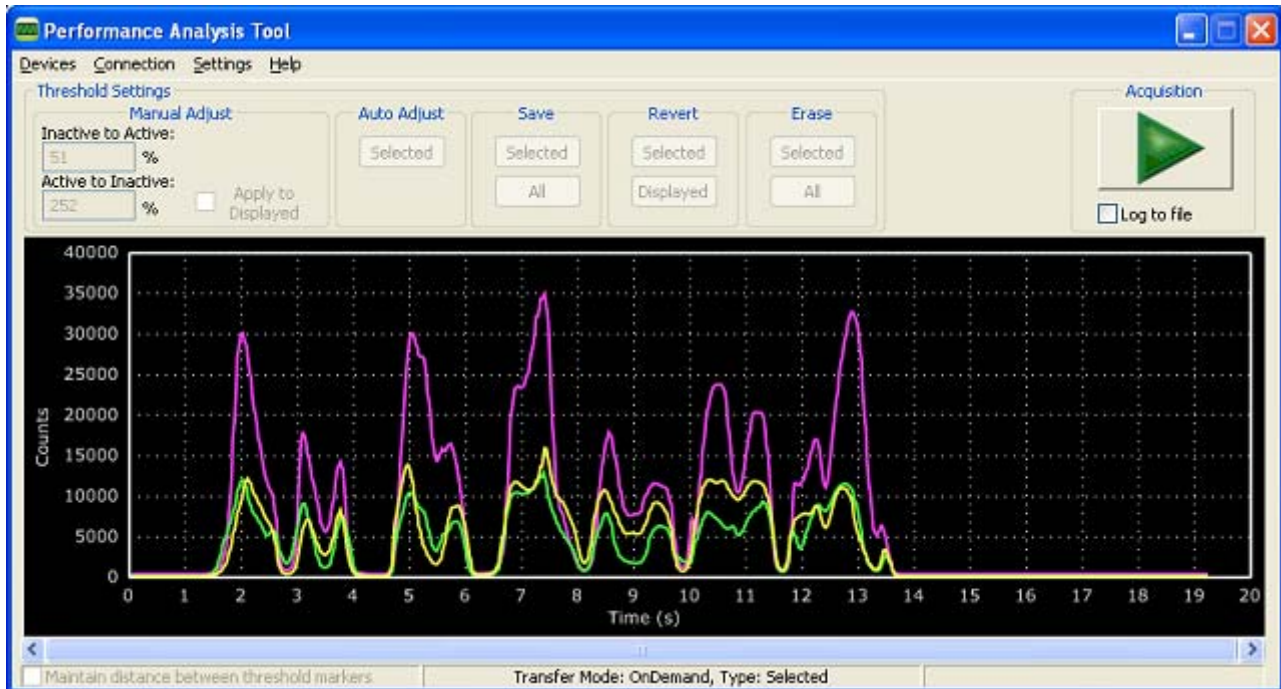 Performance Analysis Tool
Devices Connection Settings Help
Threshold Settings
Manual Adjust
Inactive to Active:
51 %
Active to Inactive:
252 %
Apply to
Displayed
Auto Adjust
Selected
Save
Selected
All
Revert
Selected
Displayed
Erase
Selected
All
Acquisition
Log to file
40000
35000
30000
25000
20000
15000
10000
5000
0
Counts
0 1 2 3 4 5 6 7 8 9 10 11 12 13 14 15 16 17 18 19 20
Time (s)
Maintain distance between threshold markers
Transfer Mode: OnDemand, Type: Selected